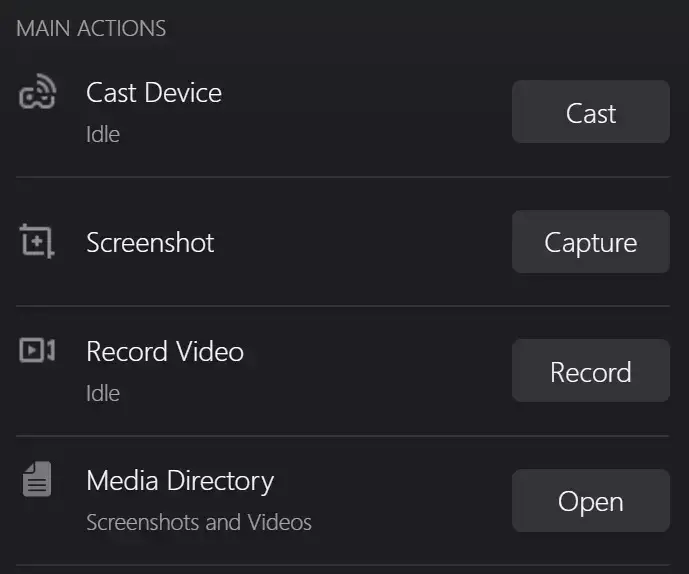 MAIN ACTIONS
Cast Device
Idle
Cast
Screenshot
Capture
Record Video
Idle
Record
Media Directory
Screenshots and Videos
Open